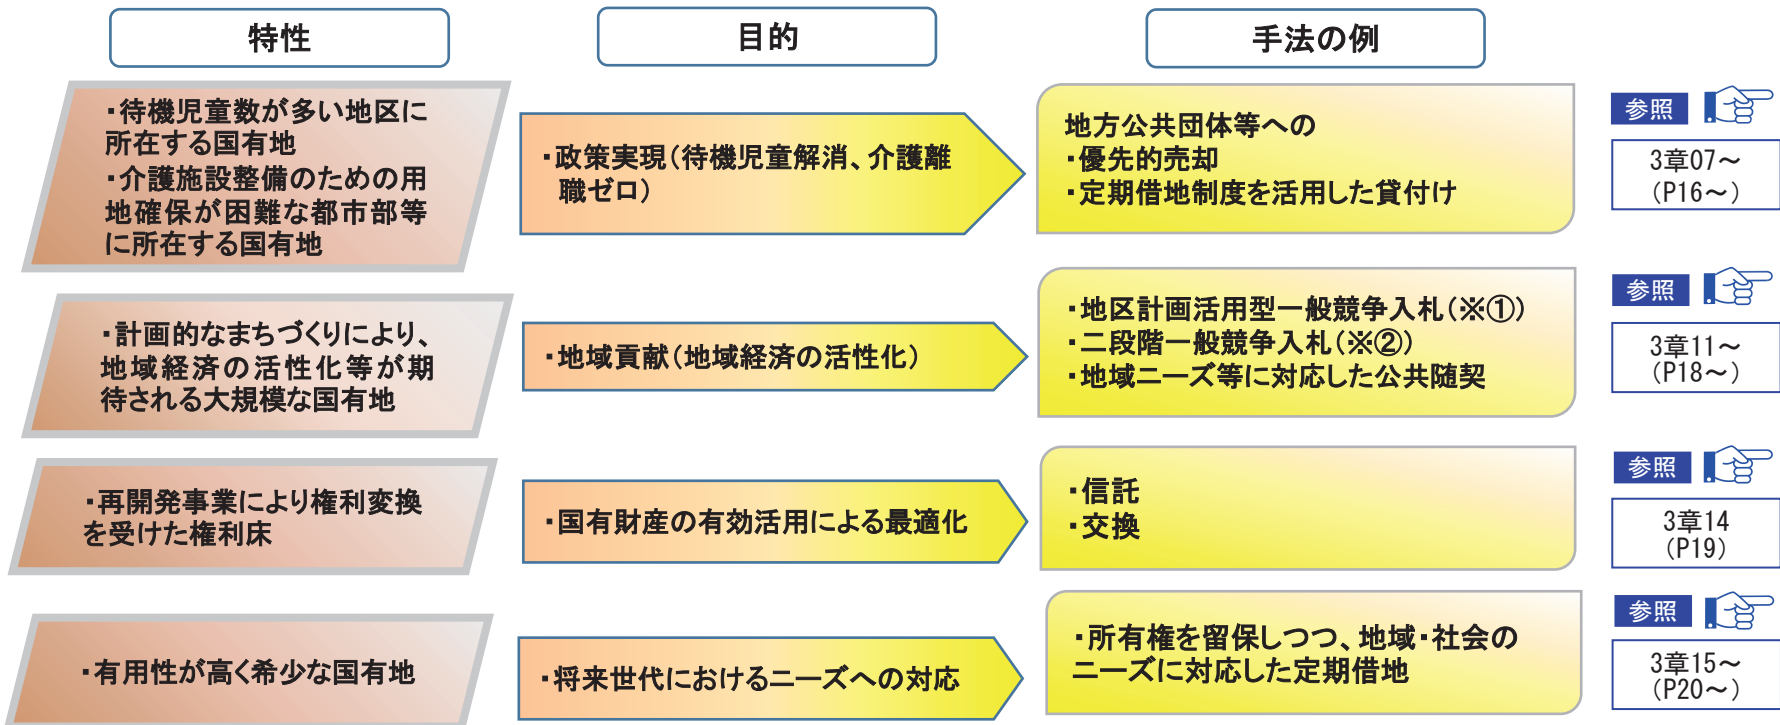 特性
目的
手法の例
・待機児童数が多い地区に
所在する国有地
・介護施設整備のための用
地確保が困難な都市部等
に所在する国有地
・政策実現(待機児童解消、介護離
職ゼロ)
地方公共団体等への
・優先的売却
・定期借地制度を活用した貸付け
参照
3章07～
(P16～)
・計画的なまちづくりにより、
地域経済の活性化等が期
待される大規模な国有地
・地域貢献(地域経済の活性化)
・地区計画活用型一般競争入札(※①)
・二段階一般競争入札(※②)
・地域ニーズ等に対応した公共随契
参照
3章11～
(P18～)
・再開発事業により権利変換
を受けた権利床
・国有財産の有効活用による最適化
・信託
・交換
参照
3章14
(P19)
・有用性が高く希少な国有地
・将来世代におけるニーズへの対応
・所有権を留保しつつ、地域・社会の
ニーズに対応した定期借地
参照
3章15～
(P20～)